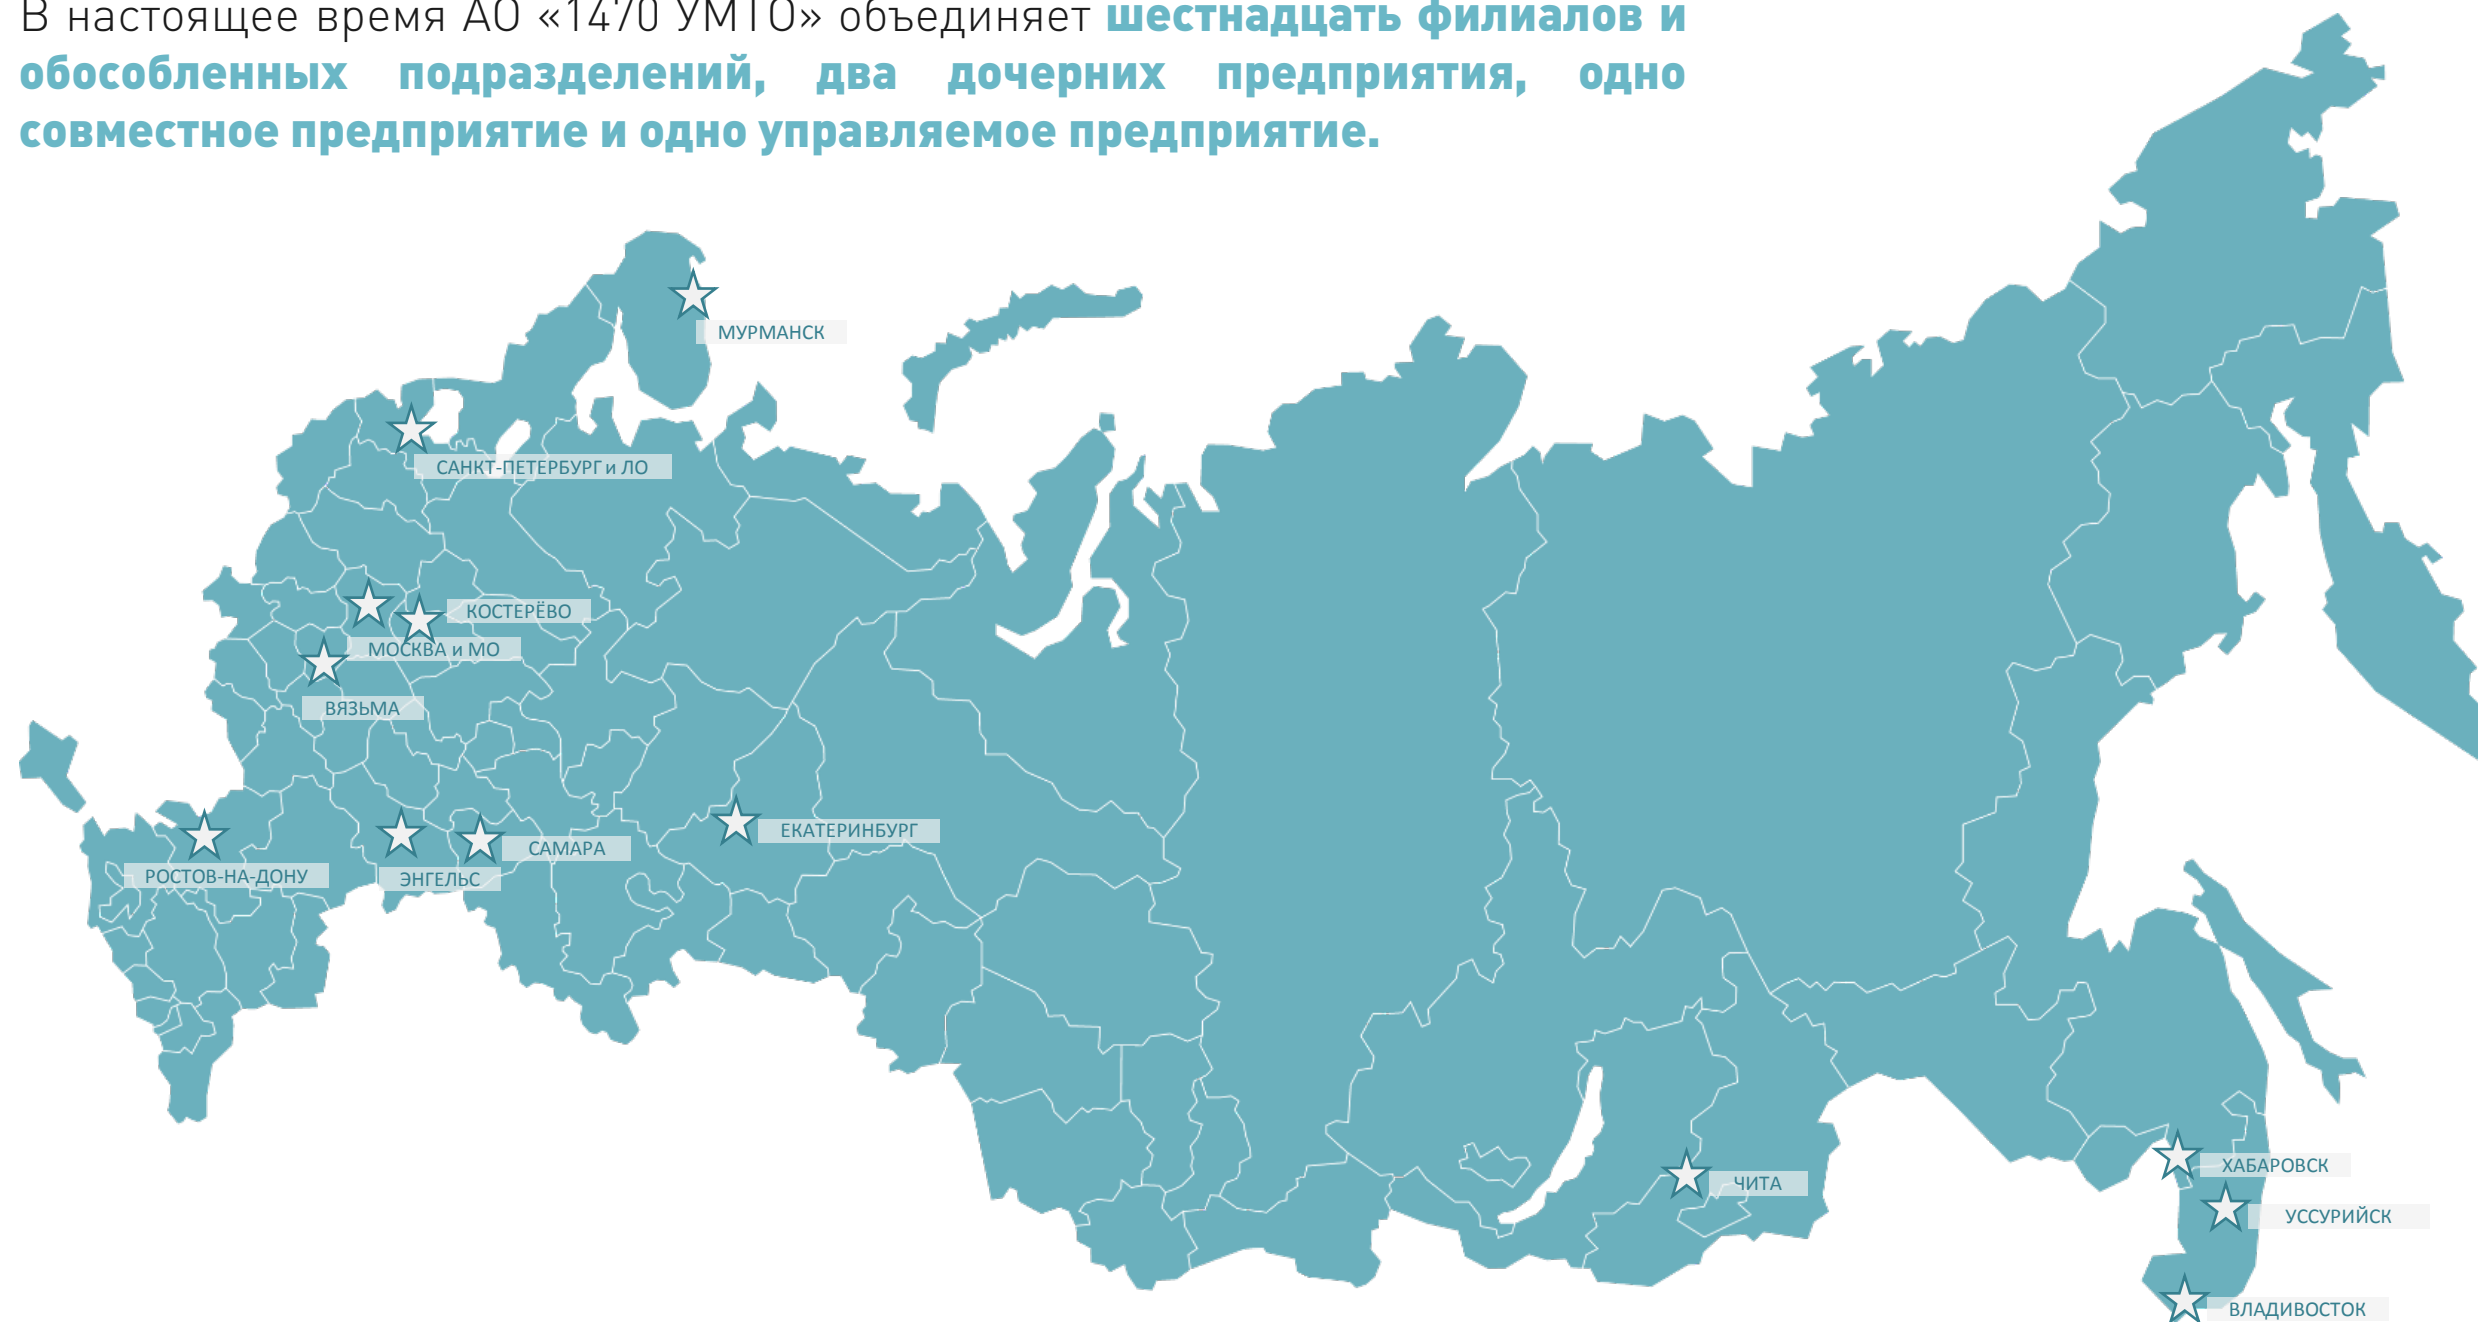 В настоящее время АО «1470 УМТО» объединяет шестнадцать филиалов и
обособленных подразделений, два дочерних предприятия, одно
совместное предприятие и одно управляемое предприятие.
МУРМАНСК
САНКТ-ПЕТЕРБУРГ и ЛО
КОСТЕРЁВО
МОСКВА и МО
ВЯЗЬМА
ЕКАТЕРИНБУРГ
САМАРА
РОСТОВ-НА-ДОНУ
ЭНГЕЛЬС
ХАБАРОВСК
ЧИТА
УССУРИЙСК
ВЛАДИВОСТОК